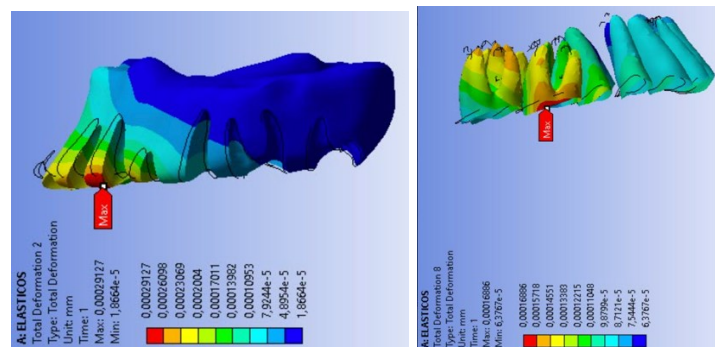 A: ELASTICOS
Total Deformation 2
Type: Total Deformation
Unit: mm
Time: 1
Max: 0,00029127
Min: 1,8664e-5
0,00029127
0,00026098
0,00023069
0,0002004
0,00017011
0,00013982
0,00010953
7,9244e-5
4,8954e-5
1,8664e-5
Max
A: ELASTICOS
Total Deformation 8
Type: Total Deformation
Unit: mm
Time: 1
Max: 0,00016886
Min: 6,3767e-5
0,00016886
0,00015718
0,00014551
0,00013383
0,00012215
0,00011048
9,8799e-5
8,7121e-5
7,5444e-5
6,3767e-5
Max